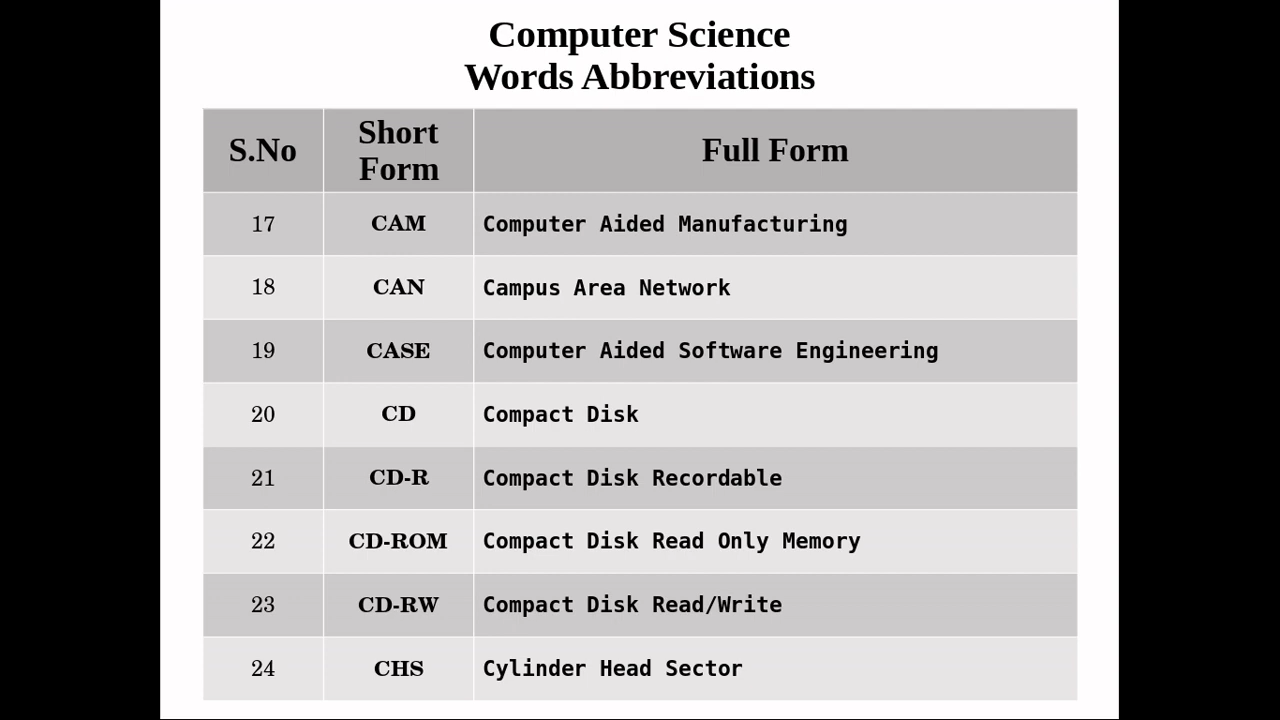 Computer Science
Words Abbreviations
S.No Short Form Full Form
17 CAM Computer Aided Manufacturing
18 CAN Campus Area Network
19 CASE Computer Aided Software Engineering
20 CD Compact Disk
21 CD-R Compact Disk Recordable
22 CD-ROM Compact Disk Read Only Memory
23 CD-RW Compact Disk Read/Write
24 CHS Cylinder Head Sector